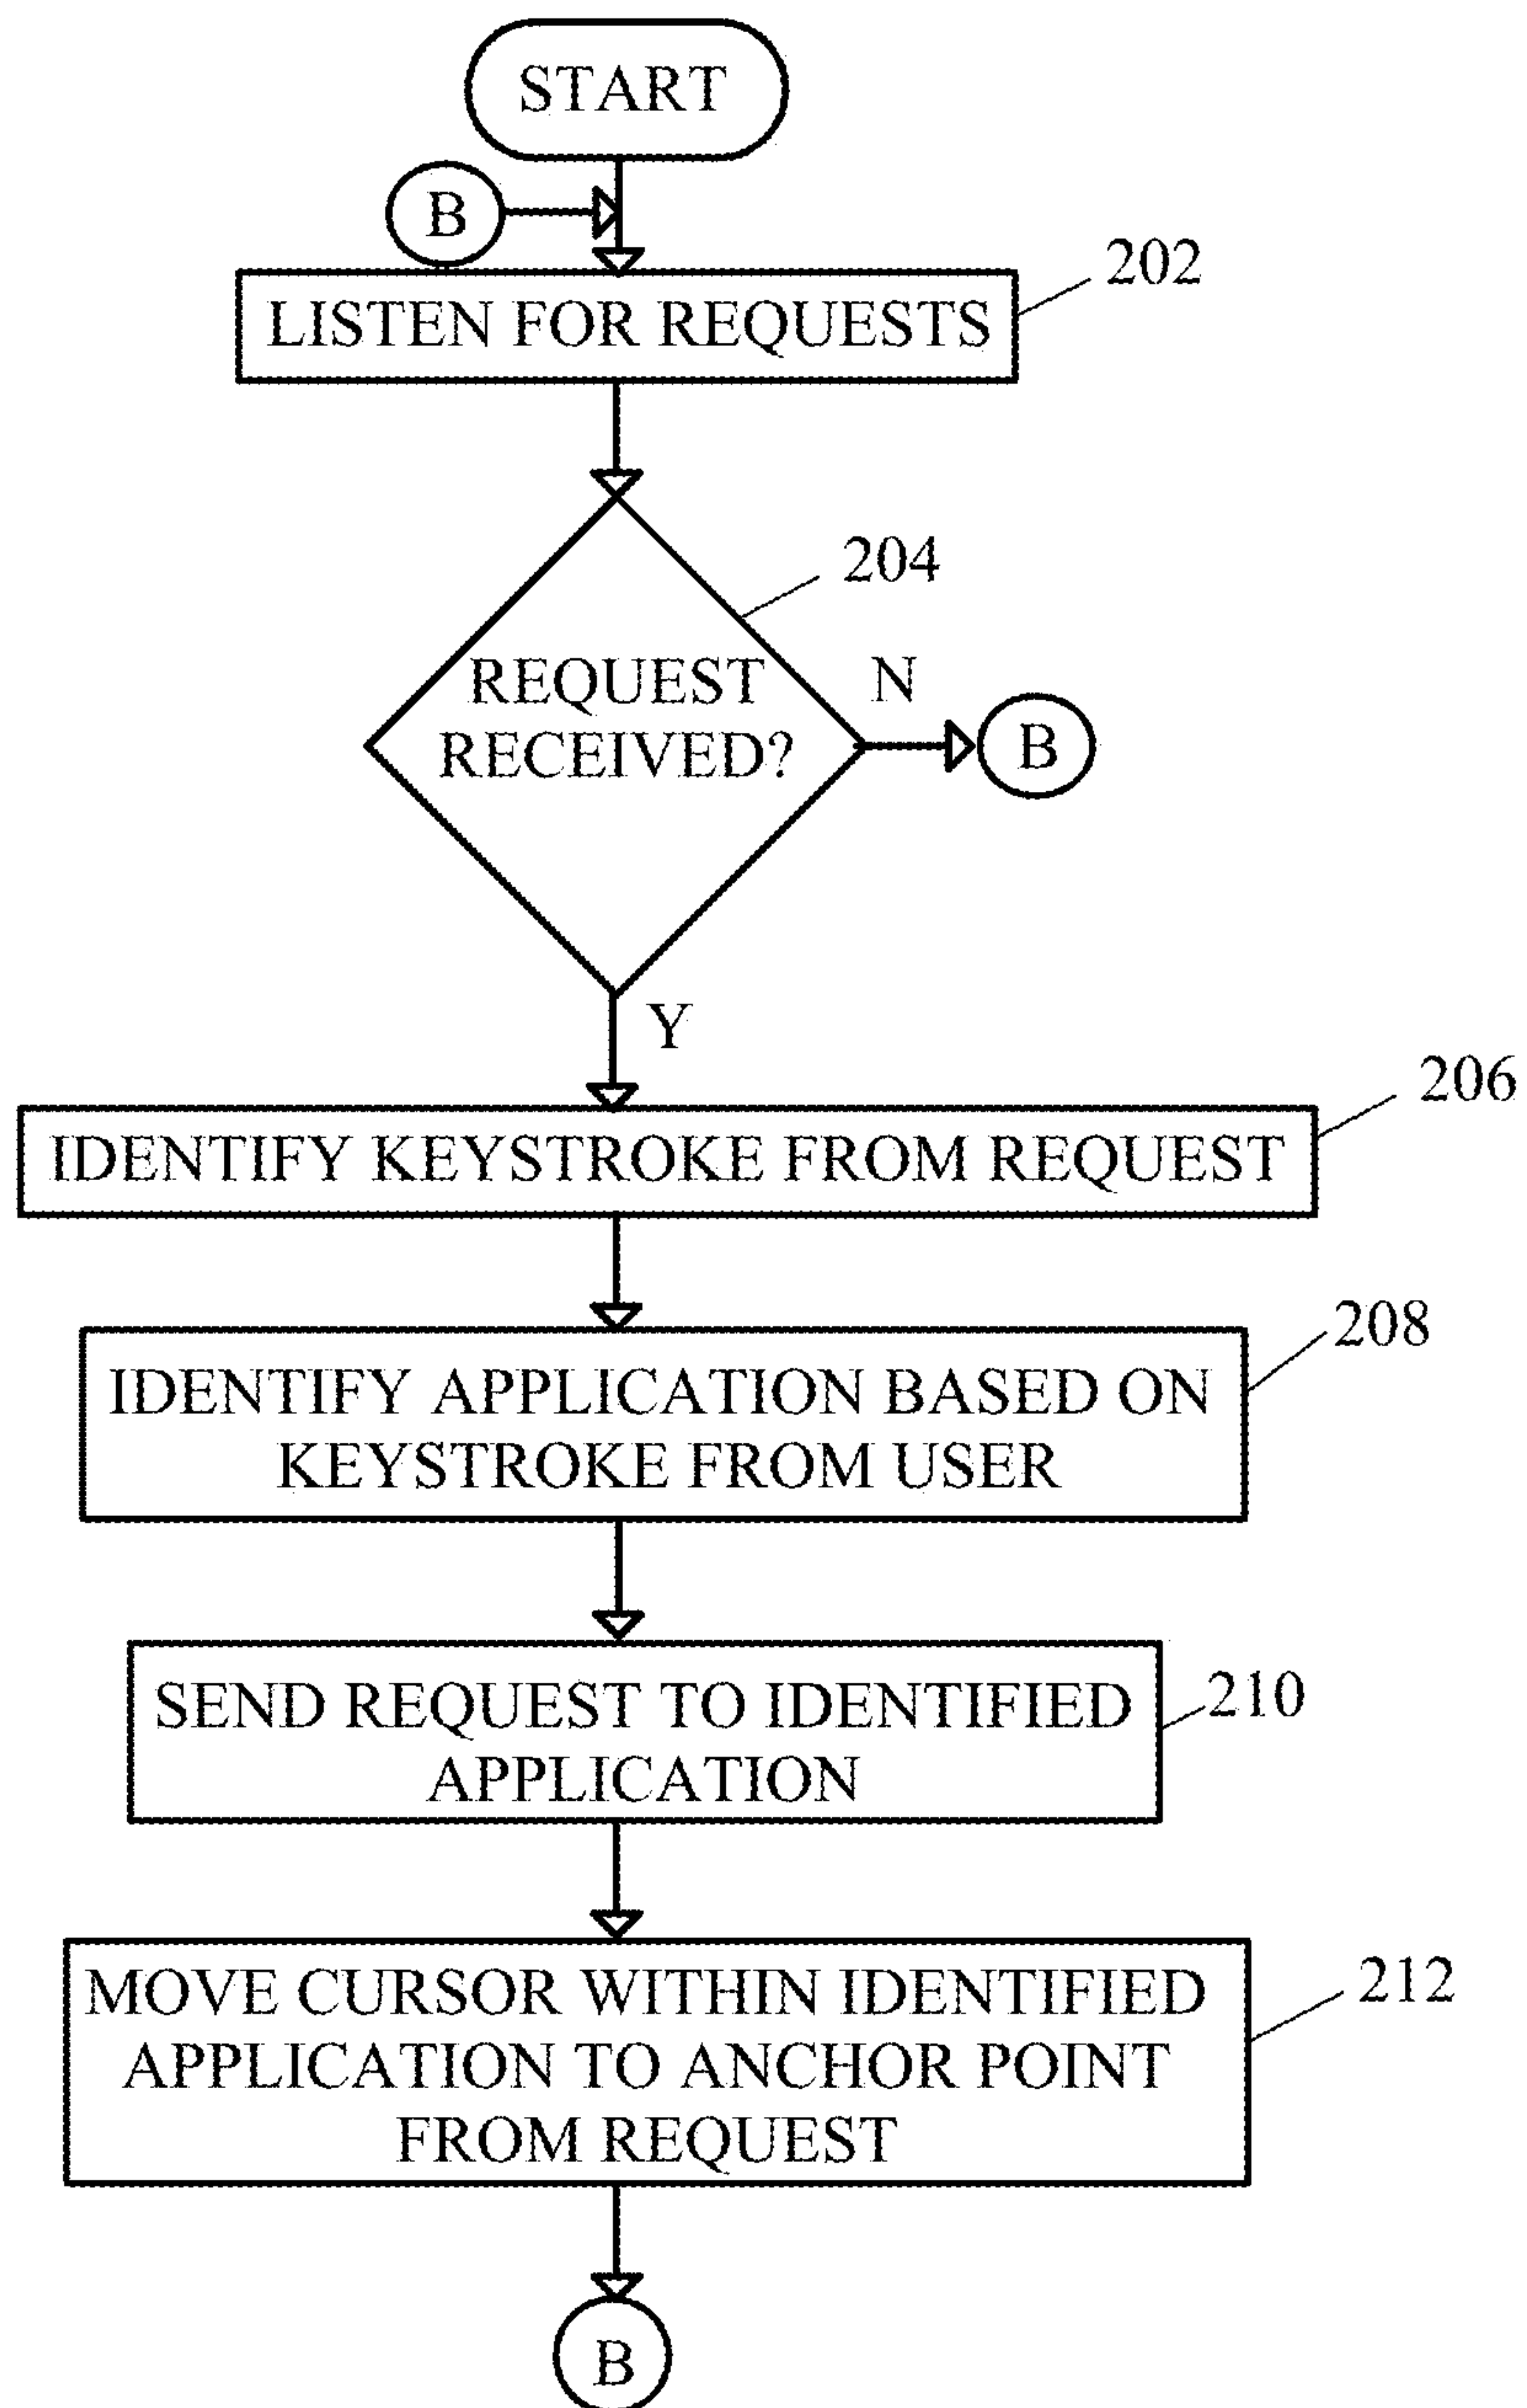 START
B
202
LISTEN FOR REQUESTS
204
REQUEST
RECEIVED?
N
B
Y
206
IDENTIFY KEYSTROKE FROM REQUEST
208
IDENTIFY APPLICATION BASED ON
KEYSTROKE FROM USER
210
SEND REQUEST TO IDENTIFIED
APPLICATION
212
MOVE CURSOR WITHIN IDENTIFIED
APPLICATION TO ANCHOR POINT
FROM REQUEST
B